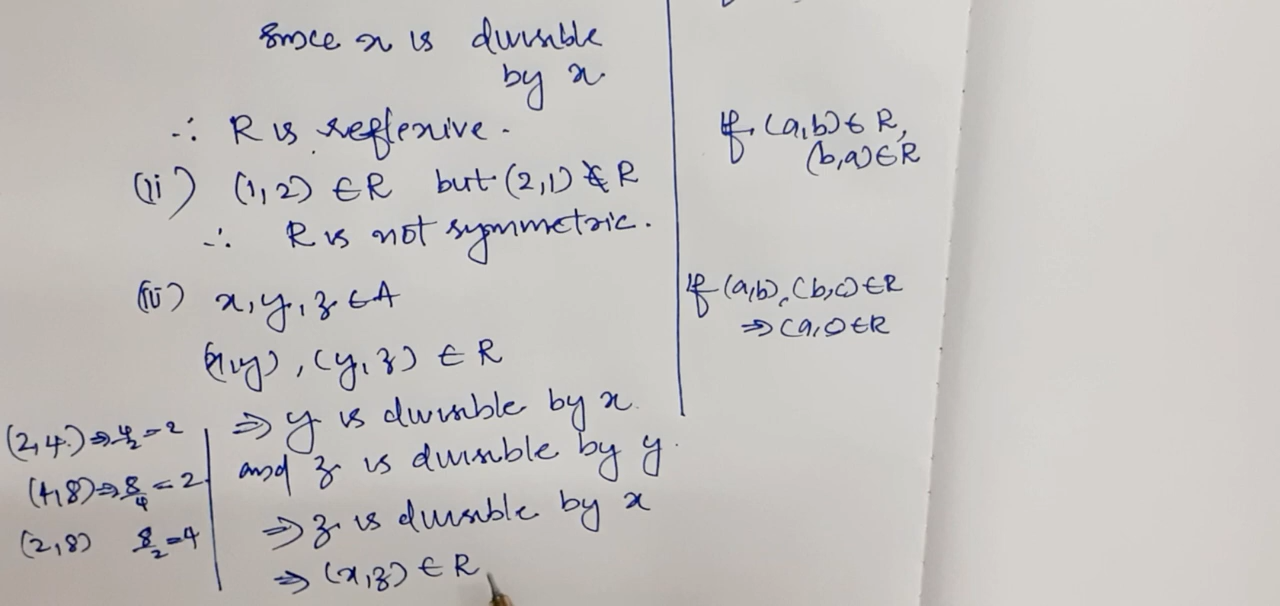 Since x is divisible
by x
∴ R is reflexive.
(ii) (1,2) ∈ R but (2,1) ∉ R
∴ R is not symmetric.
(iii) x, y, z ∈ A
(x,y), (y,z) ∈ R
⇒ y is divisible by x.
and z is divisible by y.
⇒ z is divisible by x
⇒ (x,z) ∈ R
If (a,b) ∈ R,
(b,a) ∈ R
If (a,b), (b,c) ∈ R
⇒ (a,c) ∈ R
(2,4) ⇒ 4/2 = 2
(4,8) ⇒ 8/4 = 2
(2,8) 8/2 = 4